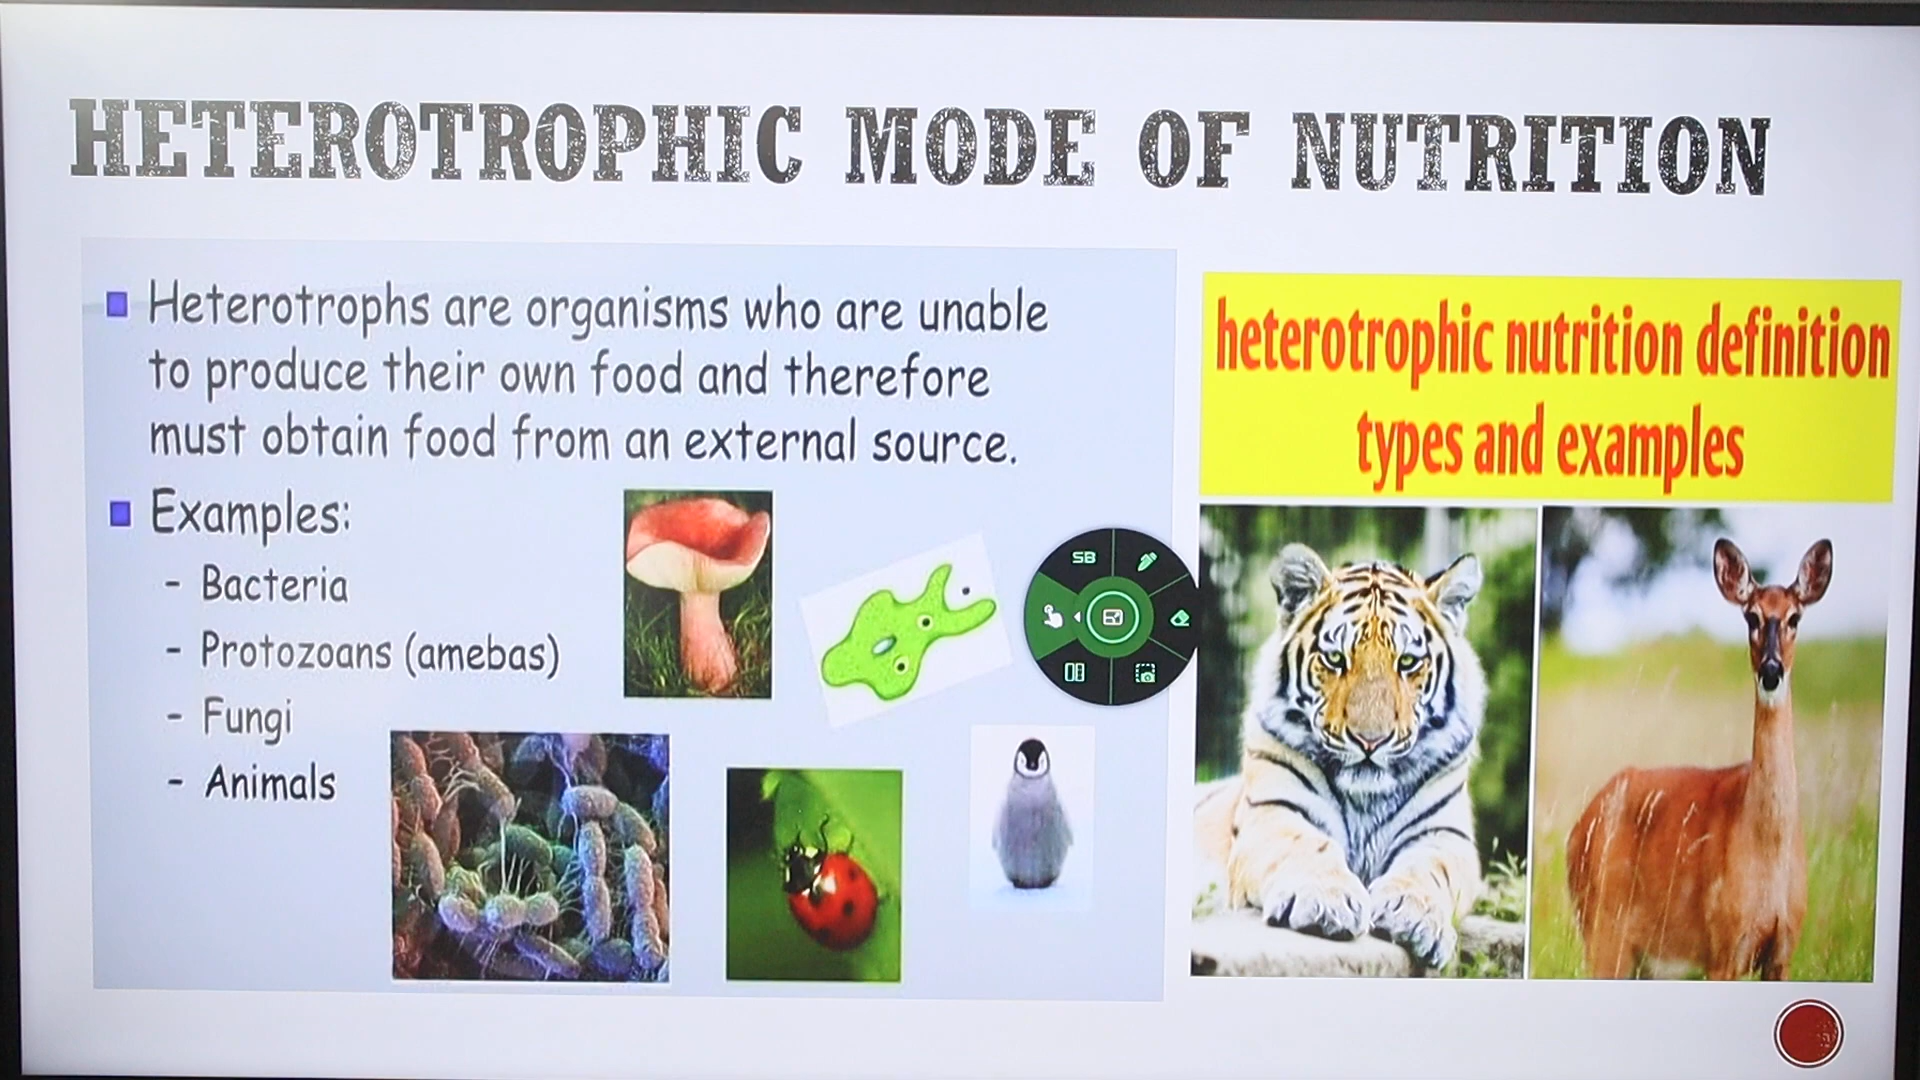 HETEROTROPHIC MODE OF NUTRITION
Heterotrophs are organisms who are unable
to produce their own food and therefore
must obtain food from an external source.
Examples:
- Bacteria
- Protozoans (amebas)
- Fungi
- Animals
SB
heterotrophic nutrition definition
types and examples